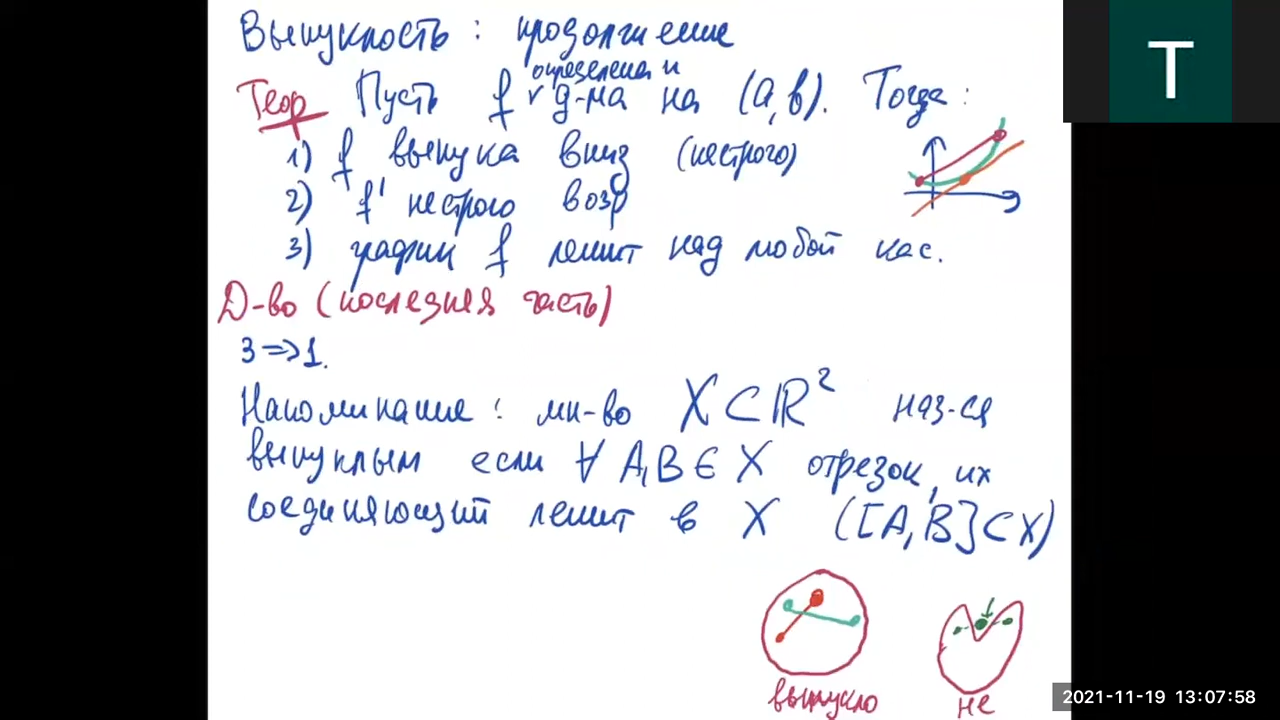 Выпуклость: продолжение
T
Теор Пусть f определена и д-ма на (a, b). Тогда:
1) f выпукла вниз (нестрого)
2) f' нестрого возр
3) график f лежит над любой кас.
Д-во (последняя часть)
3 => 1.
Напоминание: мн-во X ⊂ ℝ² наз-ся
выпуклым если ∀ A, B ∈ X отрезок, их
соединяющий лежит в X ([A, B] ⊂ X)
выпукло
не
2021-11-19 13:07:58